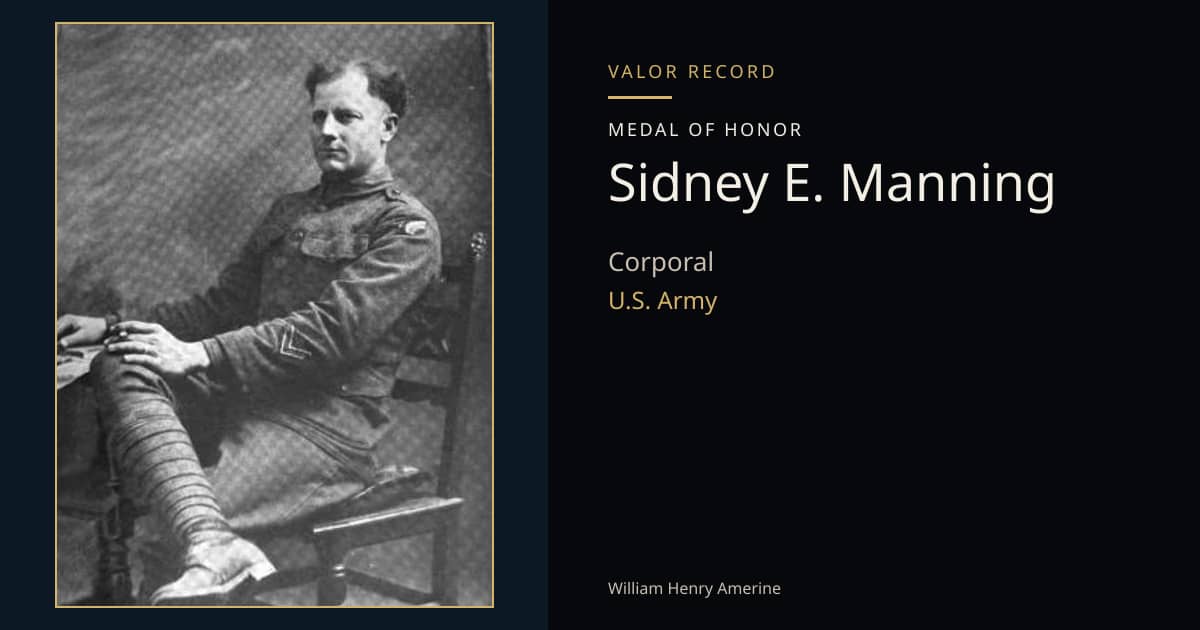 VALOR RECORD
MEDAL OF HONOR
Sidney E. Manning
Corporal
U.S. Army
William Henry Amerine